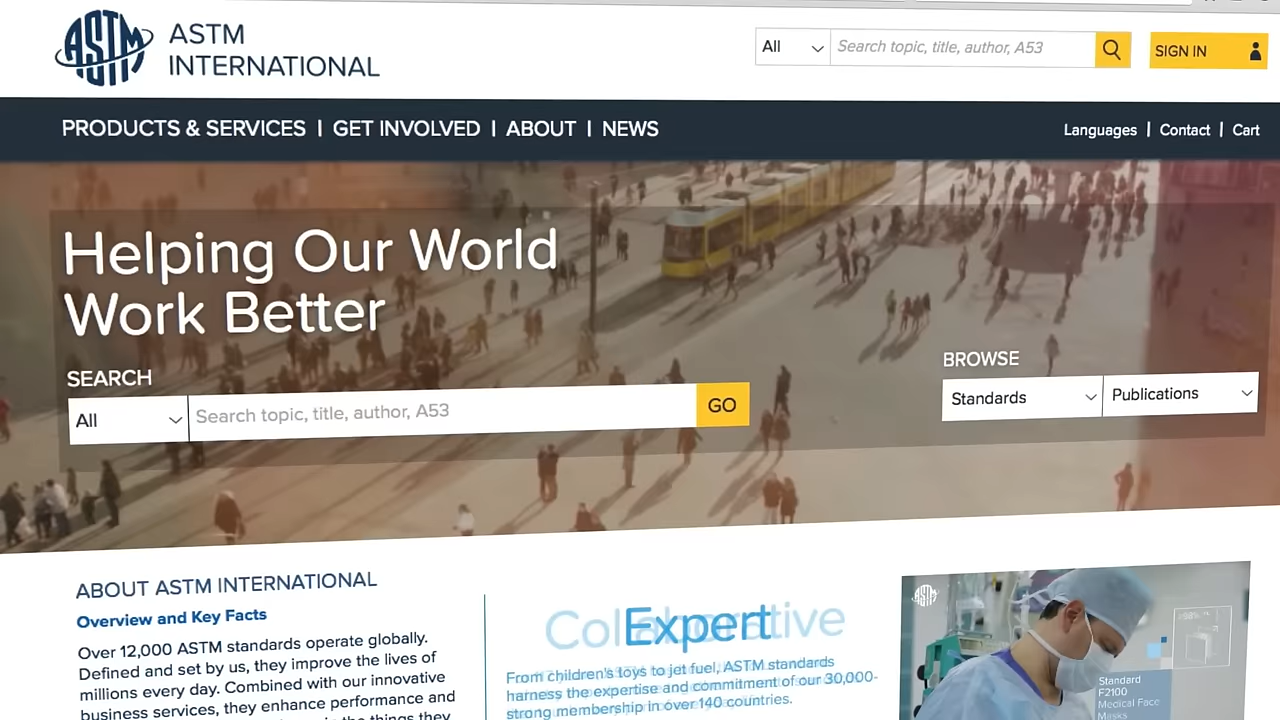 ASTM
ASTM
INTERNATIONAL
All
Search topic, title, author, A53
SIGN IN
PRODUCTS & SERVICES | GET INVOLVED | ABOUT | NEWS
Languages | Contact | Cart
Helping Our World
Work Better
SEARCH
All
Search topic, title, author, A53
GO
BROWSE
Standards
Publications
ABOUT ASTM INTERNATIONAL
Overview and Key Facts
Over 12,000 ASTM standards operate globally.
Defined and set by us, they improve the lives of
millions every day. Combined with our innovative
business services, they enhance performance and
the things they
Collaborative
Expert
From children's toys to jet fuel, ASTM standards
harness the expertise and commitment of our 30,000-
strong membership in over 140 countries.
ASTM
Standard
F2100
Medical Face
Masks